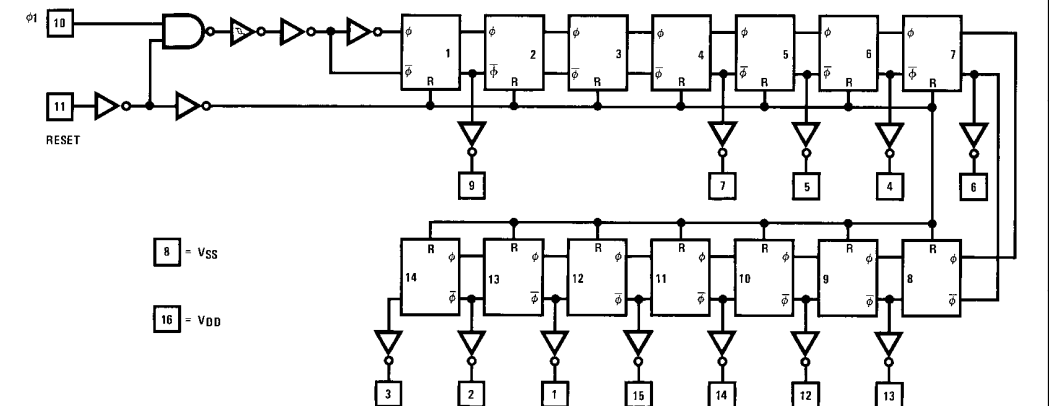 ϕ1 10
ϕ ϕ ϕ ϕ ϕ ϕ ϕ
1 2 3 4 5 6 7
ϕ̅ ϕ̅ ϕ̅ ϕ̅ ϕ̅ ϕ̅ ϕ̅
R R R R R R R
11
RESET
9 7 5 4 6
8 = VSS
R R R R R R R
ϕ ϕ ϕ ϕ ϕ ϕ ϕ
14 13 12 11 10 9 8
ϕ̅ ϕ̅ ϕ̅ ϕ̅ ϕ̅ ϕ̅ ϕ̅
16 = VDD
3 2 1 15 14 12 13